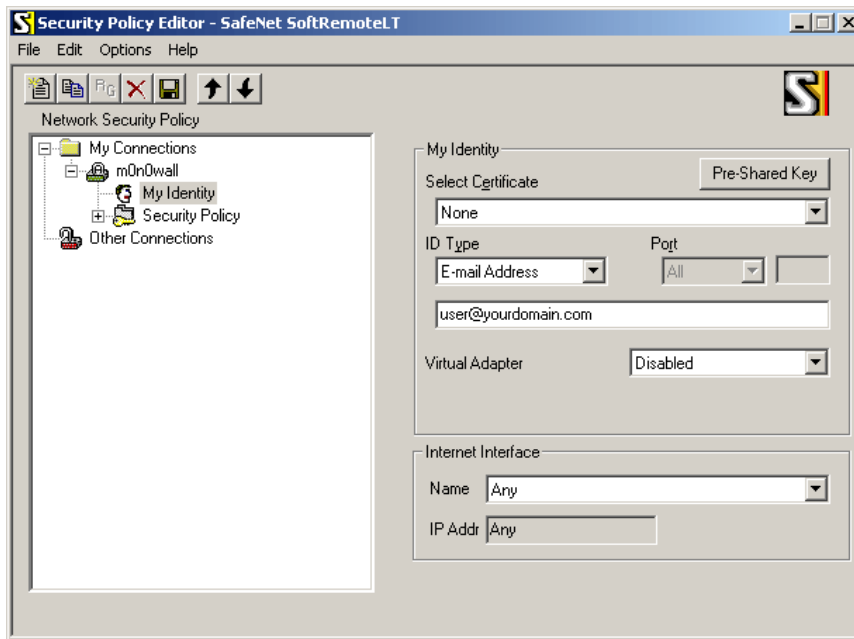 Security Policy Editor - SafeNet SoftRemoteLT
File Edit Options Help
Network Security Policy
My Connections
m0n0wall
My Identity
Security Policy
Other Connections
My Identity
Select Certificate
Pre-Shared Key
None
ID Type Port
E-mail Address All
user@yourdomain.com
Virtual Adapter Disabled
Internet Interface
Name Any
IP Addr Any